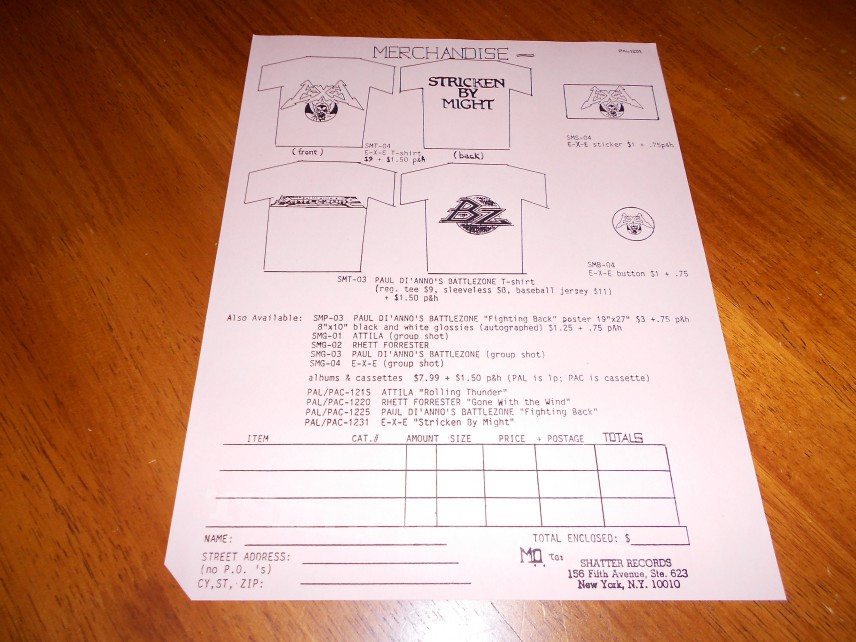 MERCHANDISE
STRICKEN
BY
MIGHT
SMT-04
E-X-E T-shirt
$9 + $1.50 p&h
(front)
(back)
SMS-04
E-X-E sticker $1 + .75p&h
BZ
SMB-04
E-X-E button $1 + .75
SMT-03 PAUL DI'ANNO'S BATTLEZONE T-shirt
(reg. tee $9, sleeveless $8, baseball jersey $11)
+ $1.50 p&h
Also Available: SMP-03 PAUL DI'ANNO'S BATTLEZONE "Fighting Back" poster 19"x27" $3 +.75 p&h
8"x10" black and white glossies (autographed) $1.25 + .75 p&h
SMG-01 ATTILA (group shot)
SMG-02 RHETT FORRESTER
SMG-03 PAUL DI'ANNO'S BATTLEZONE (group shot)
SMG-04 E-X-E (group shot)
albums & cassettes $7.99 + $1.50 p&h (PAL is lp; PAC is cassette)
PAL/PAC-1215 ATTILA "Rolling Thunder"
PAL/PAC-1220 RHETT FORRESTER "Gone With the Wind"
PAL/PAC-1225 PAUL DI'ANNO'S BATTLEZONE "Fighting Back"
PAL/PAC-1231 E-X-E "Stricken By Might"
ITEM CAT.# AMOUNT SIZE PRICE + POSTAGE TOTALS
NAME:
TOTAL ENCLOSED: $
STREET ADDRESS:
(no P.O. 's)
CY,ST, ZIP:
MO TO:
SHATTER RECORDS
156 Fifth Avenue, Ste. 623
New York, N.Y. 10010